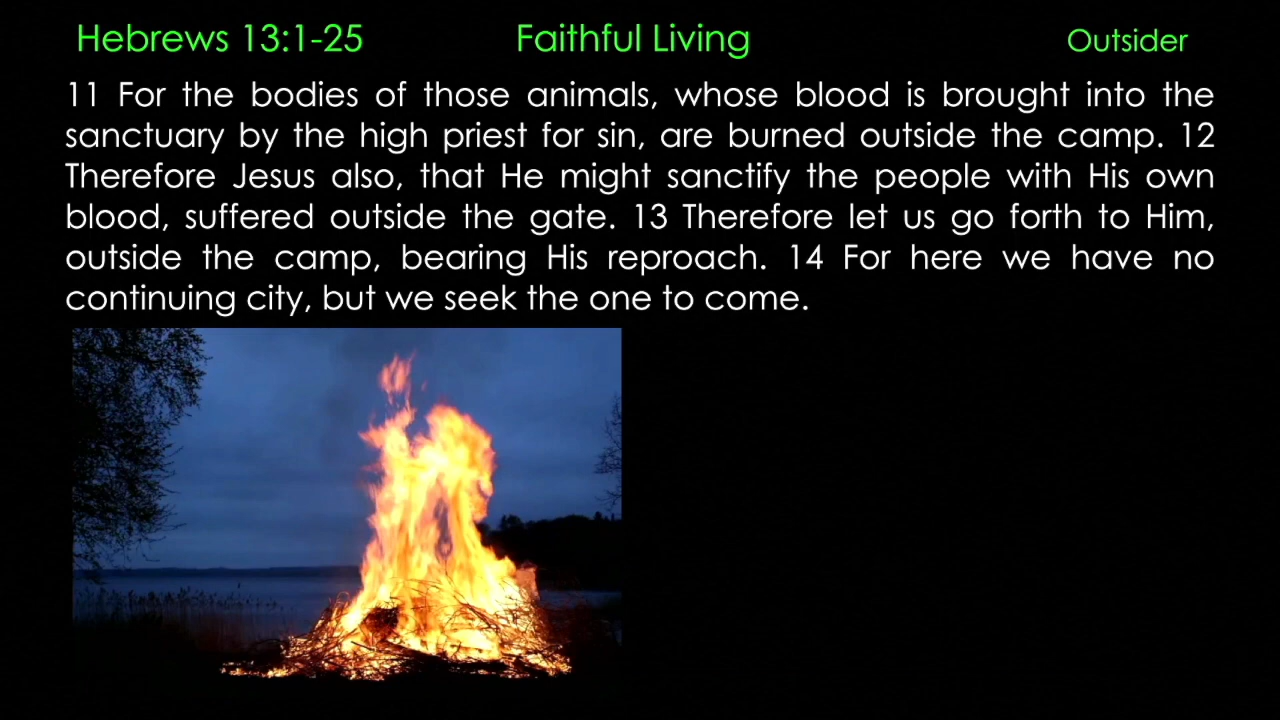 Hebrews 13:1-25 Faithful Living Outsider
11 For the bodies of those animals, whose blood is brought into the
sanctuary by the high priest for sin, are burned outside the camp. 12
Therefore Jesus also, that He might sanctify the people with His own
blood, suffered outside the gate. 13 Therefore let us go forth to Him,
outside the camp, bearing His reproach. 14 For here we have no
continuing city, but we seek the one to come.